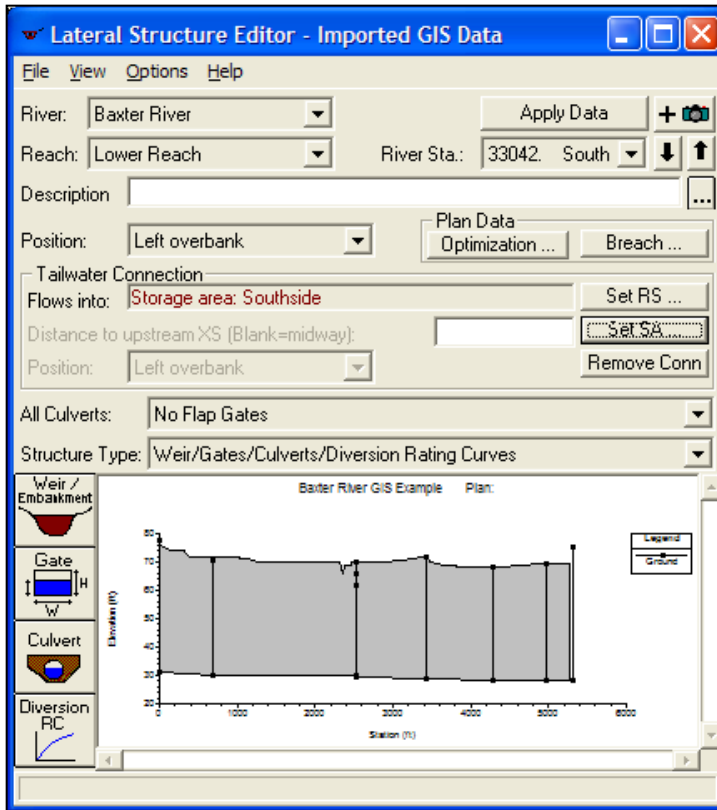 Lateral Structure Editor - Imported GIS Data
File View Options Help
River: Baxter River Apply Data +
Reach: Lower Reach River Sta.: 33042. South
Description ...
Plan Data
Position: Left overbank Optimization ... Breach ...
Tailwater Connection
Flows into: Storage area: Southside Set RS ...
Distance to upstream XS (Blank=midway): Set SA ...
Position: Left overbank Remove Conn
All Culverts: No Flap Gates
Structure Type: Weir/Gates/Culverts/Diversion Rating Curves
Weir / Embankment
Gate
H
W
Culvert
Diversion RC
Baxter River GIS Example Plan:
Legend
Ground
Elevation (ft)
80
70
60
50
40
30
20
0 1000 2000 3000 4000 5000 6000
Station (ft)